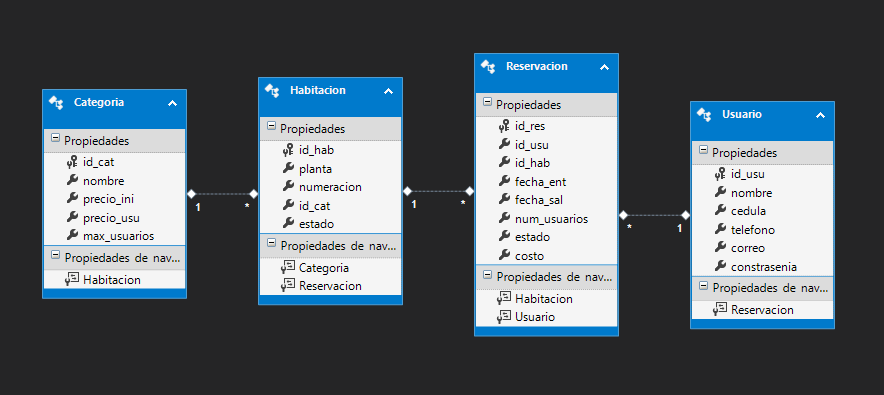 Categoria
Propiedades
id_cat
nombre
precio_ini
precio_usu
max_usuarios
Propiedades de nav...
Habitacion
1
*
Habitacion
Propiedades
id_hab
planta
numeracion
id_cat
estado
Propiedades de nav...
Categoria
Reservacion
1
*
Reservacion
Propiedades
id_res
id_usu
id_hab
fecha_ent
fecha_sal
num_usuarios
estado
costo
Propiedades de nav...
Habitacion
Usuario
*
1
Usuario
Propiedades
id_usu
nombre
cedula
telefono
correo
constrasenia
Propiedades de nav...
Reservacion